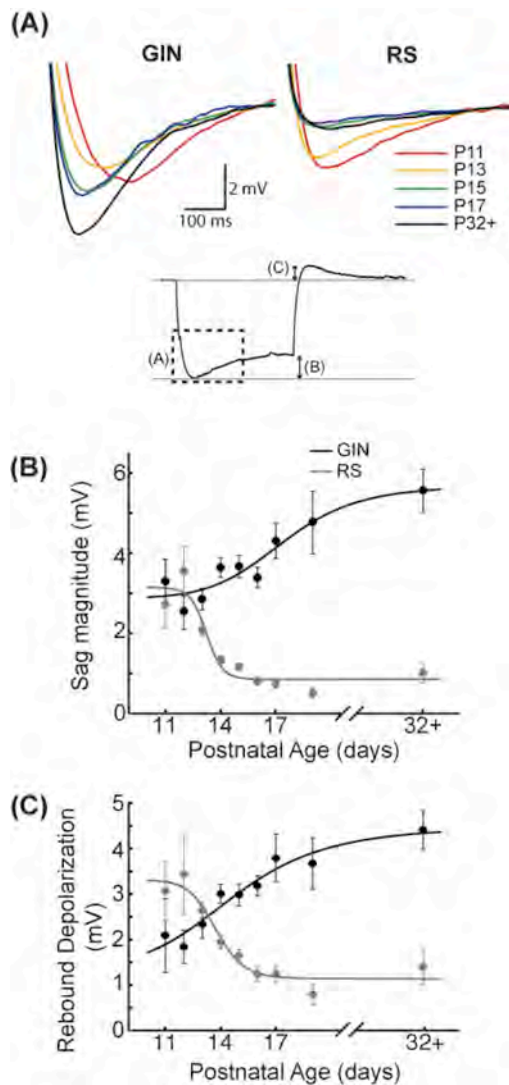 (A)
GIN
RS
P11
P13
P15
P17
P32+
2 mV
100 ms
(C)
(A)
(B)
(B)
GIN
RS
6
4
2
0
Sag magnitude (mV)
11 14 17 32+
Postnatal Age (days)
(C)
5
4
3
2
1
0
Rebound Depolarization
(mV)
11 14 17 32+
Postnatal Age (days)